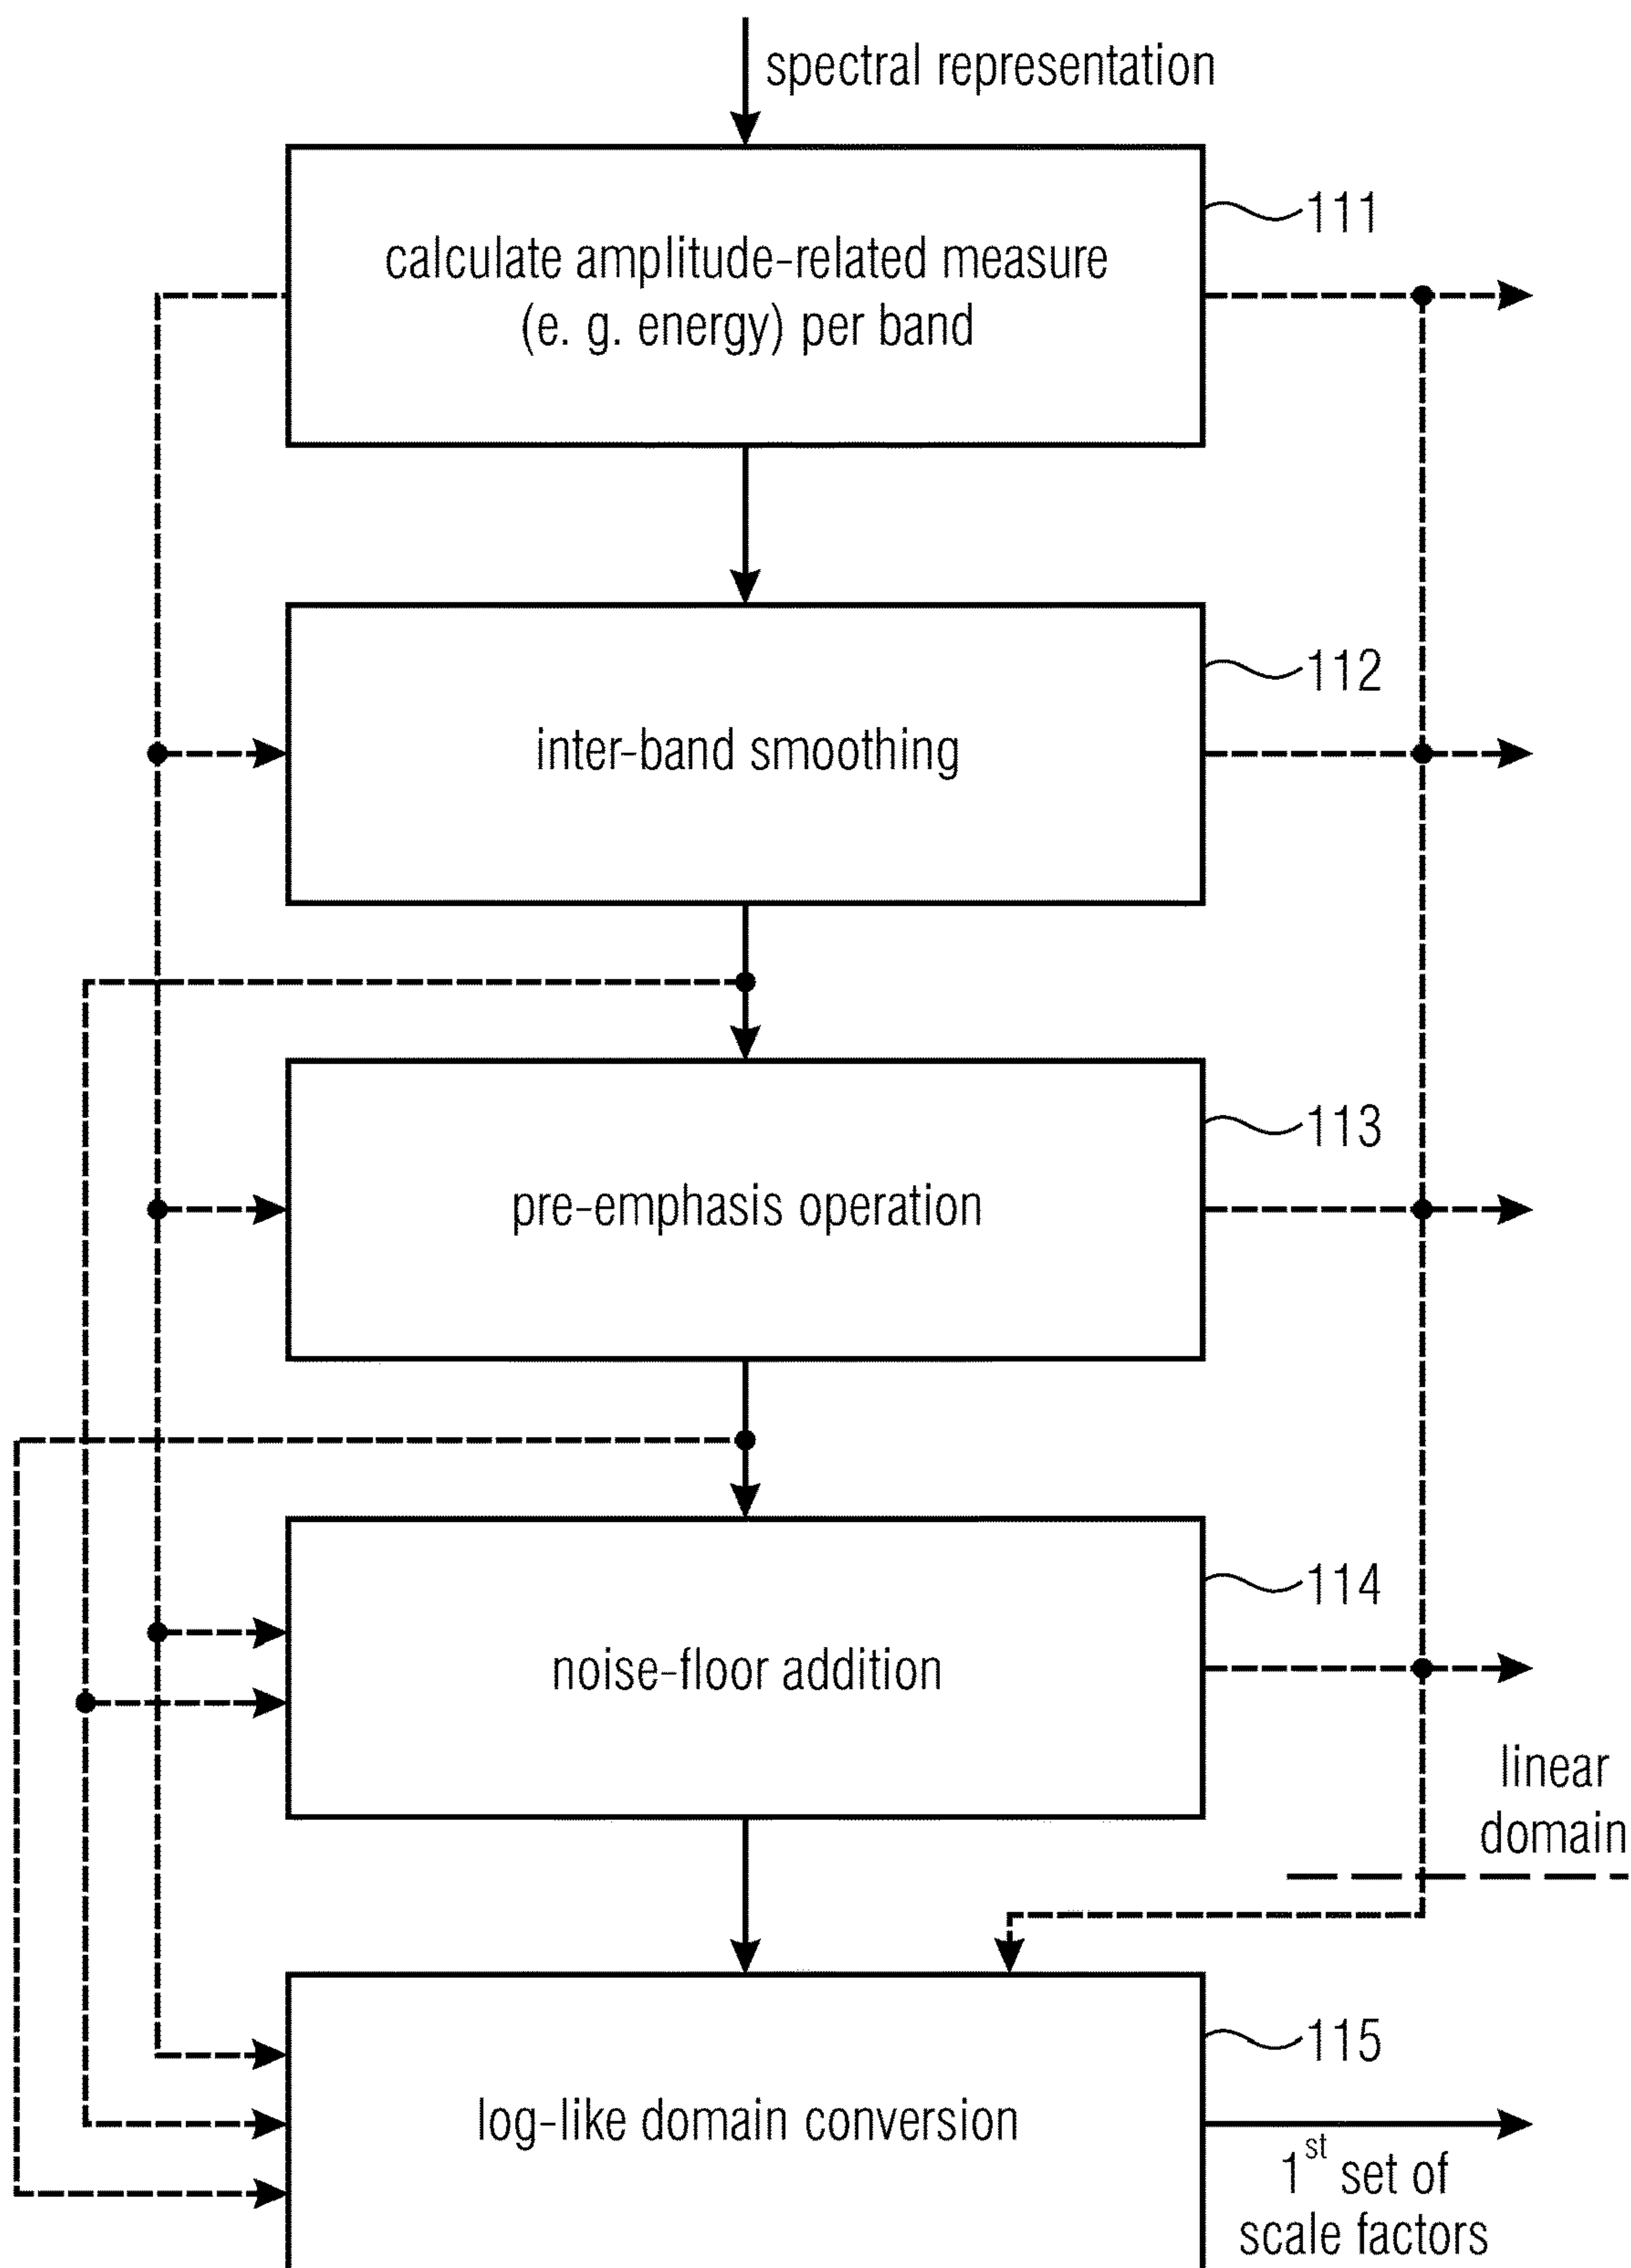 spectral representation
111
calculate amplitude-related measure
(e. g. energy) per band
112
inter-band smoothing
113
pre-emphasis operation
114
noise-floor addition
linear
domain
115
log-like domain conversion
1st set of
scale factors